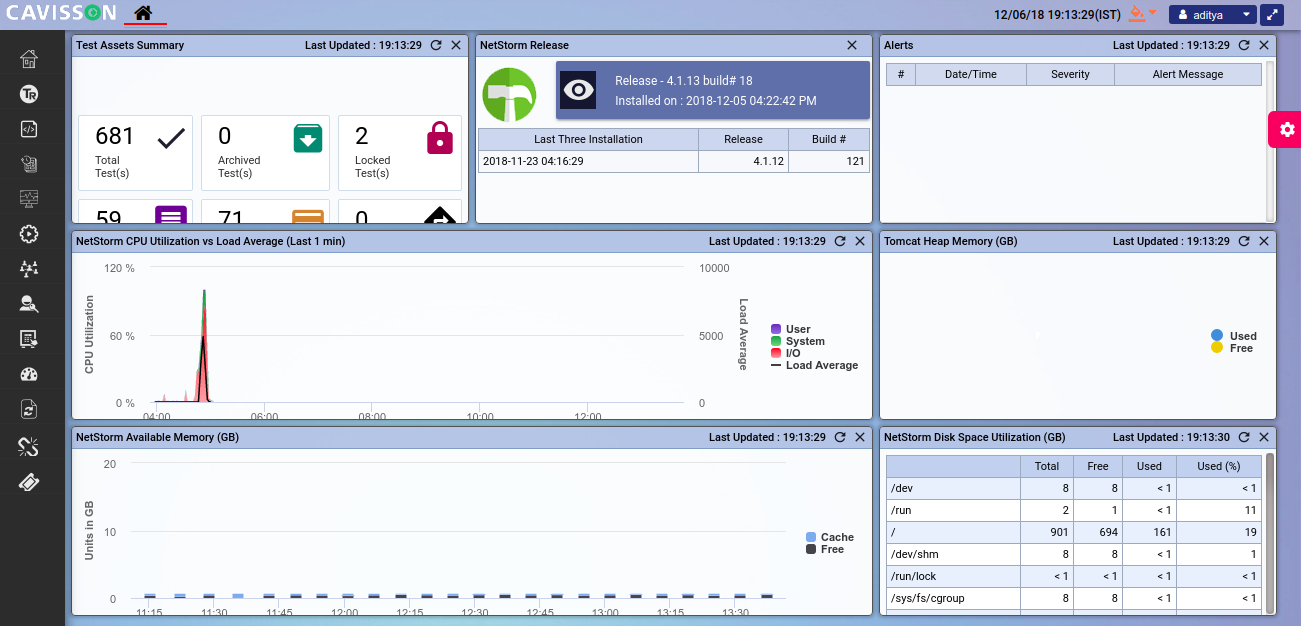 CAVISSON
12/06/18 19:13:29(IST)
aditya
Test Assets Summary Last Updated : 19:13:29
681
Total
Test(s)
0
Archived
Test(s)
2
Locked
Test(s)
59
71
0
NetStorm Release
Release - 4.1.13 build# 18
Installed on : 2018-12-05 04:22:42 PM
Last Three Installation Release Build #
2018-11-23 04:16:29 4.1.12 121
Alerts Last Updated : 19:13:29
# Date/Time Severity Alert Message
TR
NetStorm CPU Utilization vs Load Average (Last 1 min) Last Updated : 19:13:29
CPU Utilization
120 %
60 %
0 %
10000
5000
0
Load Average
04:00 06:00 08:00 10:00 12:00
User
System
I/O
Load Average
Tomcat Heap Memory (GB) Last Updated : 19:13:29
Used
Free
NetStorm Available Memory (GB) Last Updated : 19:13:29
Units in GB
20
10
0
11:15 11:30 11:45 12:00 12:15 12:30 12:45 13:00 13:15 13:30
Cache
Free
NetStorm Disk Space Utilization (GB) Last Updated : 19:13:30
Total Free Used Used (%)
/dev 8 8 < 1 < 1
/run 2 1 < 1 11
/ 901 694 161 19
/dev/shm 8 8 < 1 1
/run/lock < 1 < 1 < 1 < 1
/sys/fs/cgroup 8 8 < 1 < 1